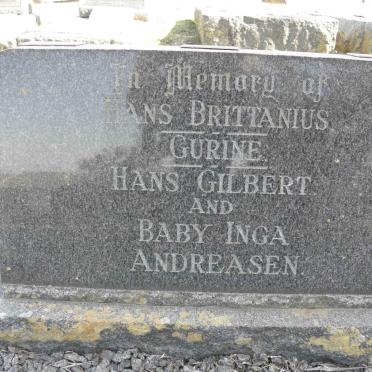 In Memory of
HANS BRITTANIUS
GURINE.
HANS GILBERT
AND
BABY INGA
ANDREASEN.